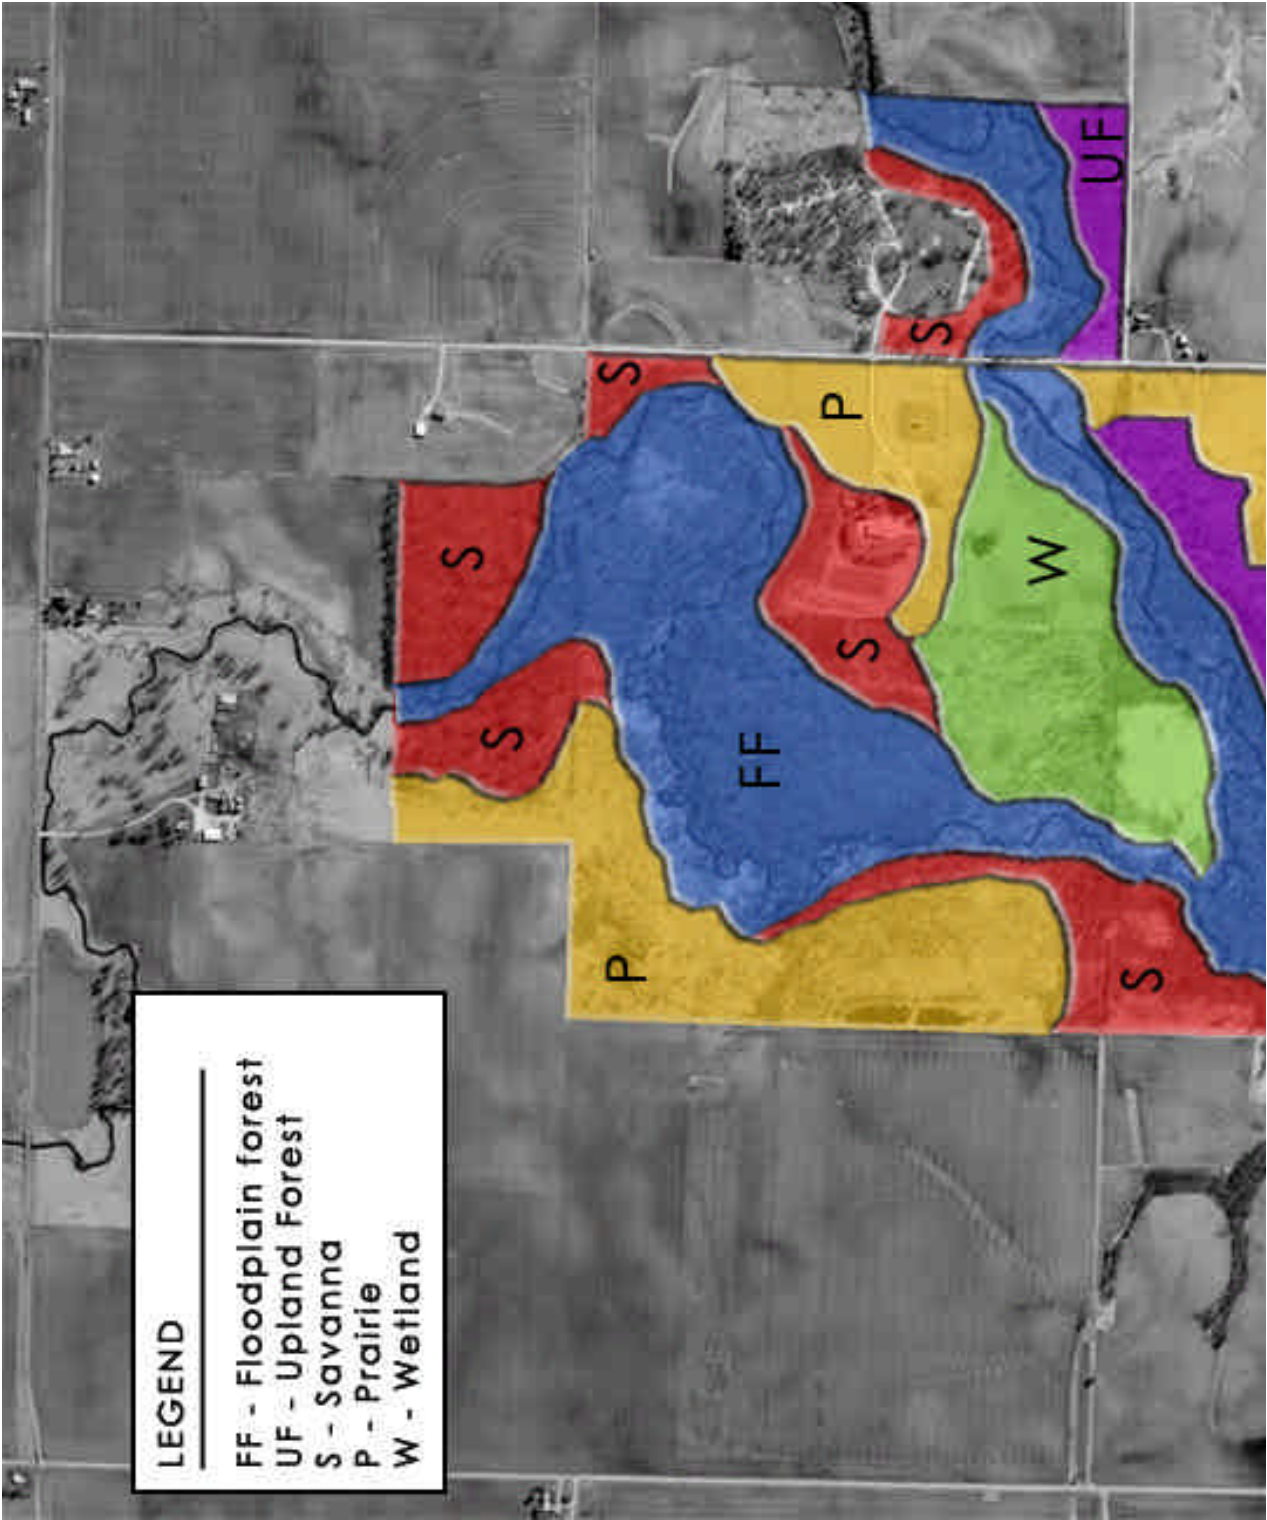 LEGEND
FF - Floodplain forest
UF - Upland Forest
S - Savanna
P - Prairie
W - Wetland
UF
S
S
P
S
W
S
S
FF
P
S